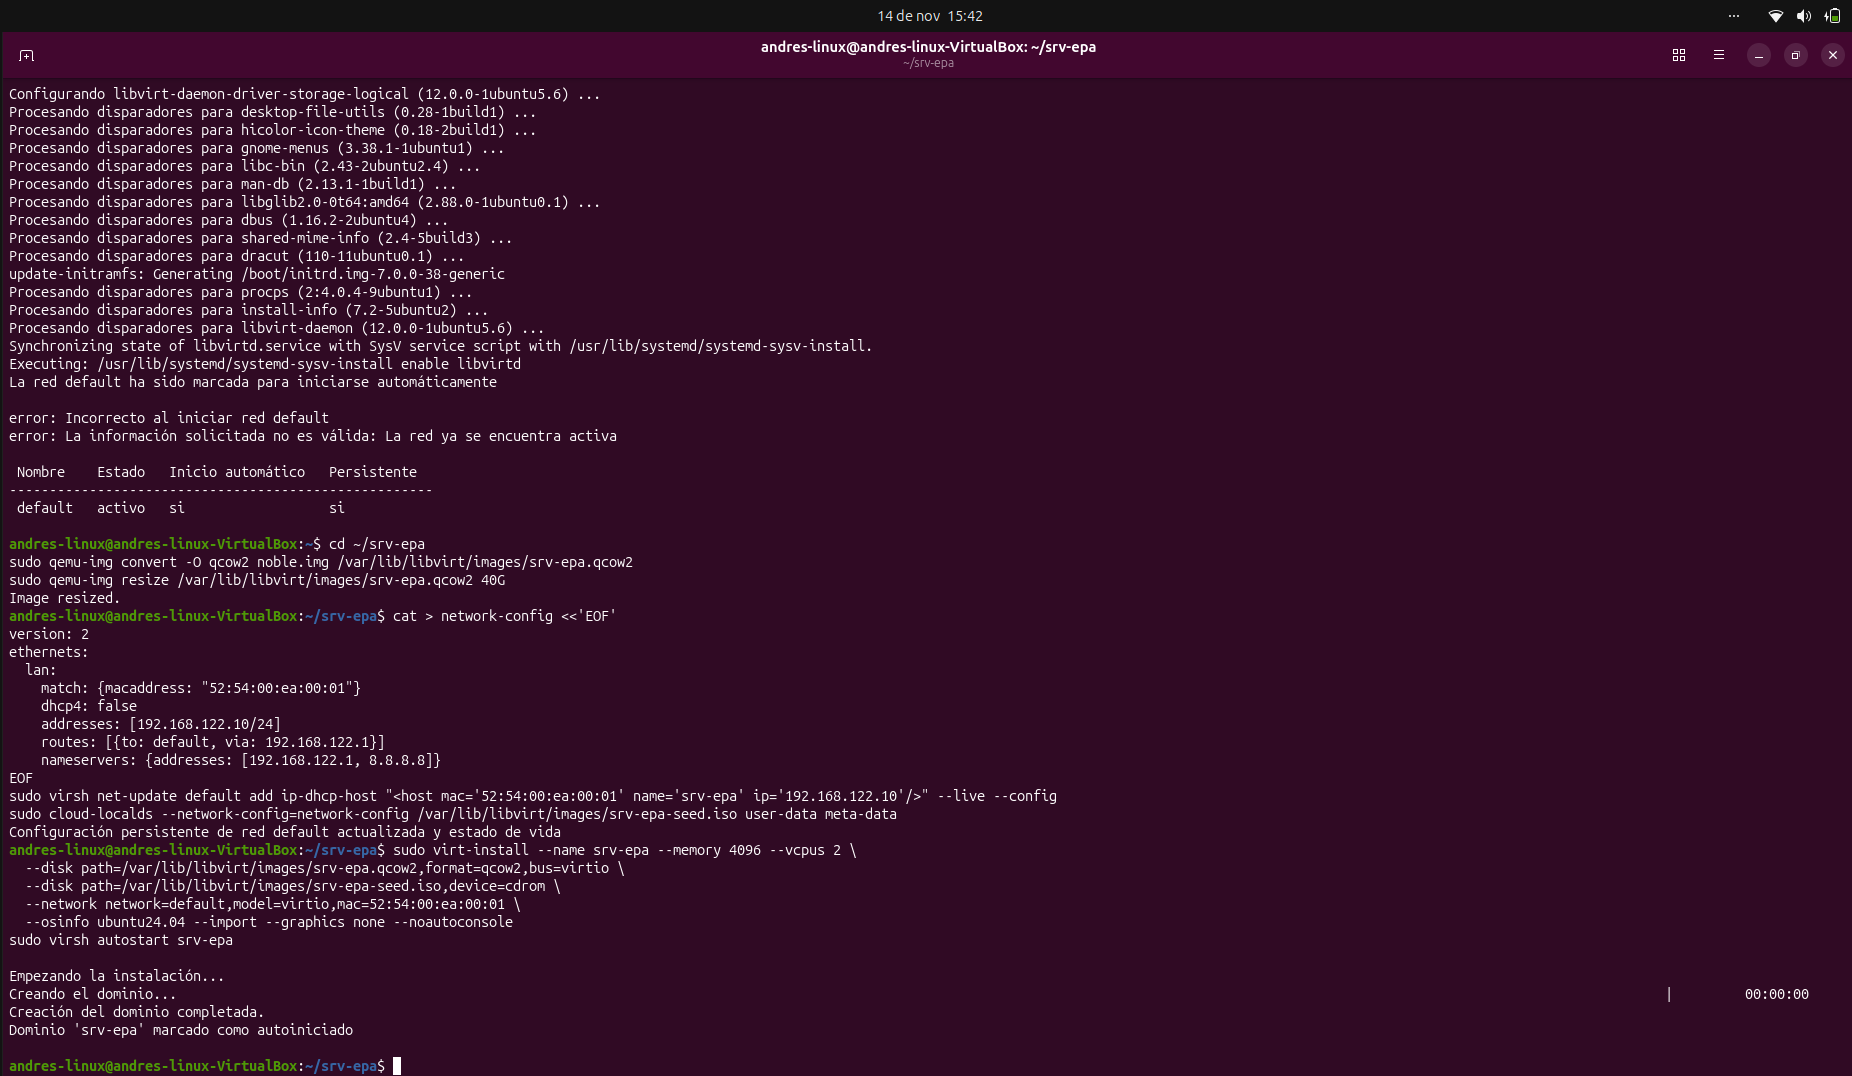 14 de nov  15:42
andres-linux@andres-linux-VirtualBox: ~/srv-epa
~/srv-epa
Configurando libvirt-daemon-driver-storage-logical (12.0.0-1ubuntu5.6) ...
Procesando disparadores para desktop-file-utils (0.28-1build1) ...
Procesando disparadores para hicolor-icon-theme (0.18-2build1) ...
Procesando disparadores para gnome-menus (3.38.1-1ubuntu1) ...
Procesando disparadores para libc-bin (2.43-2ubuntu2.4) ...
Procesando disparadores para man-db (2.13.1-1build1) ...
Procesando disparadores para libglib2.0-0t64:amd64 (2.88.0-1ubuntu0.1) ...
Procesando disparadores para dbus (1.16.2-2ubuntu4) ...
Procesando disparadores para shared-mime-info (2.4-5build3) ...
Procesando disparadores para dracut (110-11ubuntu0.1) ...
update-initramfs: Generating /boot/initrd.img-7.0.0-38-generic
Procesando disparadores para procps (2:4.0.4-9ubuntu1) ...
Procesando disparadores para install-info (7.2-5ubuntu2) ...
Procesando disparadores para libvirt-daemon (12.0.0-1ubuntu5.6) ...
Synchronizing state of libvirtd.service with SysV service script with /usr/lib/systemd/systemd-sysv-install.
Executing: /usr/lib/systemd/systemd-sysv-install enable libvirtd
La red default ha sido marcada para iniciarse automáticamente
error: Incorrecto al iniciar red default
error: La información solicitada no es válida: La red ya se encuentra activa
 Nombre    Estado   Inicio automático   Persistente
-----------------------------------------------------
 default   activo   si                  si
andres-linux@andres-linux-VirtualBox:~$ cd ~/srv-epa
sudo qemu-img convert -O qcow2 noble.img /var/lib/libvirt/images/srv-epa.qcow2
sudo qemu-img resize /var/lib/libvirt/images/srv-epa.qcow2 40G
Image resized.
andres-linux@andres-linux-VirtualBox:~/srv-epa$ cat > network-config <<'EOF'
version: 2
ethernets:
  lan:
    match: {macaddress: "52:54:00:ea:00:01"}
    dhcp4: false
    addresses: [192.168.122.10/24]
    routes: [{to: default, via: 192.168.122.1}]
    nameservers: {addresses: [192.168.122.1, 8.8.8.8]}
EOF
sudo virsh net-update default add ip-dhcp-host "<host mac='52:54:00:ea:00:01' name='srv-epa' ip='192.168.122.10'/>" --live --config
sudo cloud-localds --network-config=network-config /var/lib/libvirt/images/srv-epa-seed.iso user-data meta-data
Configuración persistente de red default actualizada y estado de vida
andres-linux@andres-linux-VirtualBox:~/srv-epa$ sudo virt-install --name srv-epa --memory 4096 --vcpus 2 \
  --disk path=/var/lib/libvirt/images/srv-epa.qcow2,format=qcow2,bus=virtio \
  --disk path=/var/lib/libvirt/images/srv-epa-seed.iso,device=cdrom \
  --network network=default,model=virtio,mac=52:54:00:ea:00:01 \
  --osinfo ubuntu24.04 --import --graphics none --noautoconsole
sudo virsh autostart srv-epa
Empezando la instalación...
Creando el dominio...                                                    |         00:00:00
Creación del dominio completada.
Dominio 'srv-epa' marcado como autoiniciado
andres-linux@andres-linux-VirtualBox:~/srv-epa$